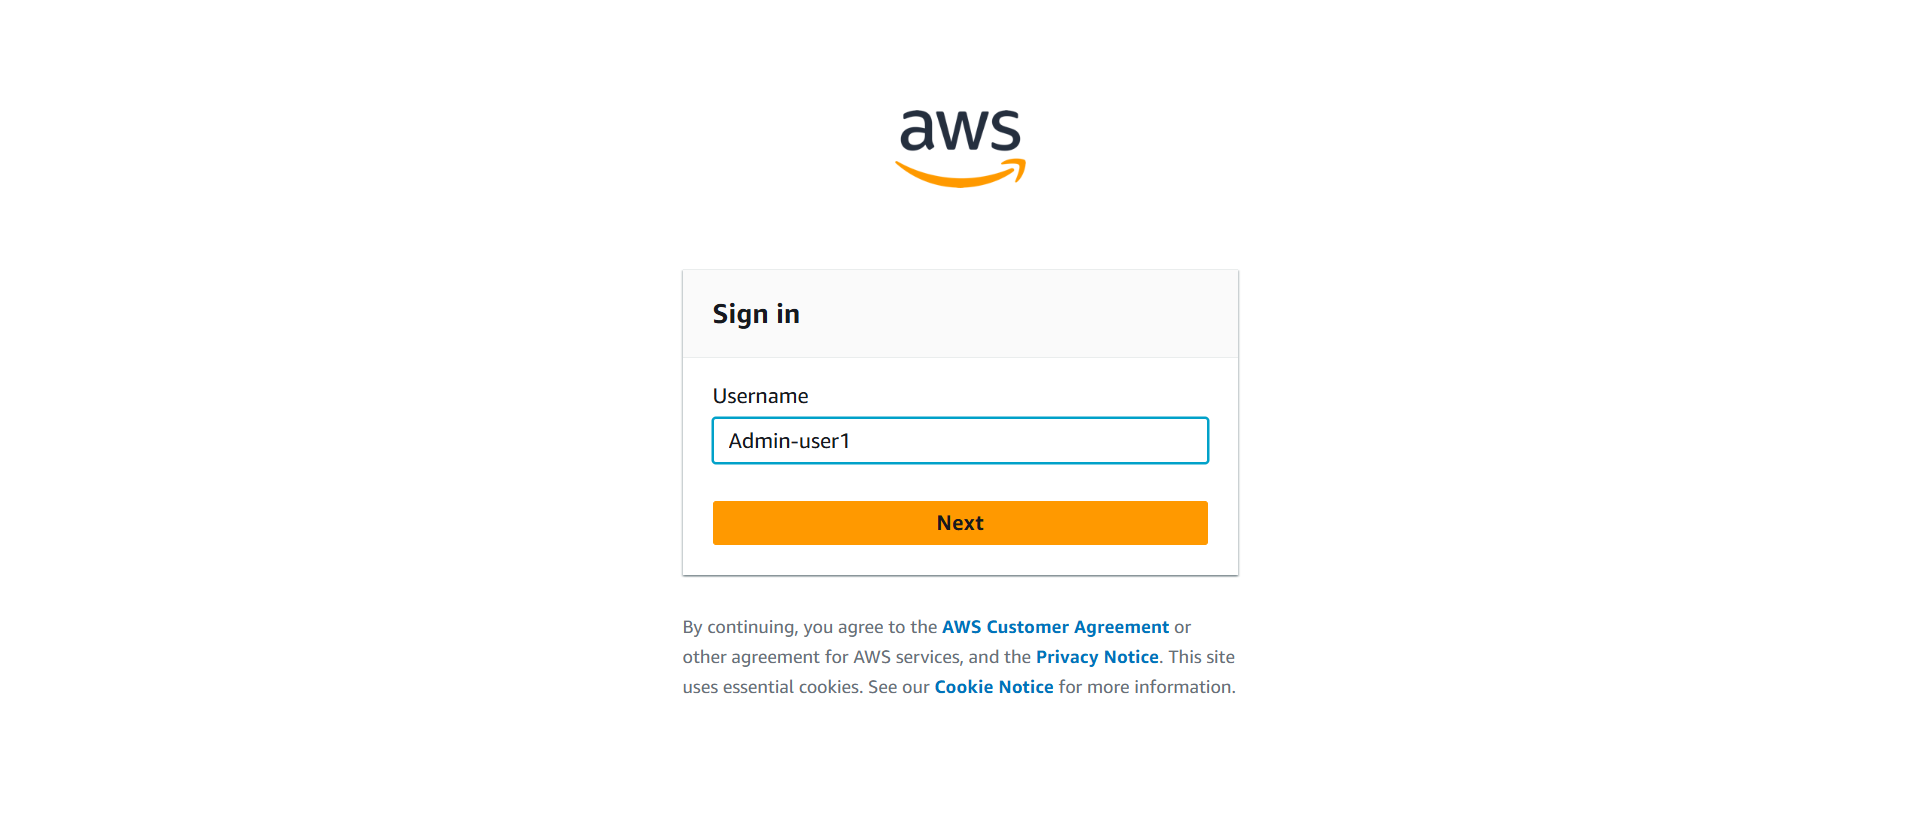 aws
Sign in
Username
Admin-user1
Next
By continuing, you agree to the AWS Customer Agreement or
other agreement for AWS services, and the Privacy Notice. This site
uses essential cookies. See our Cookie Notice for more information.